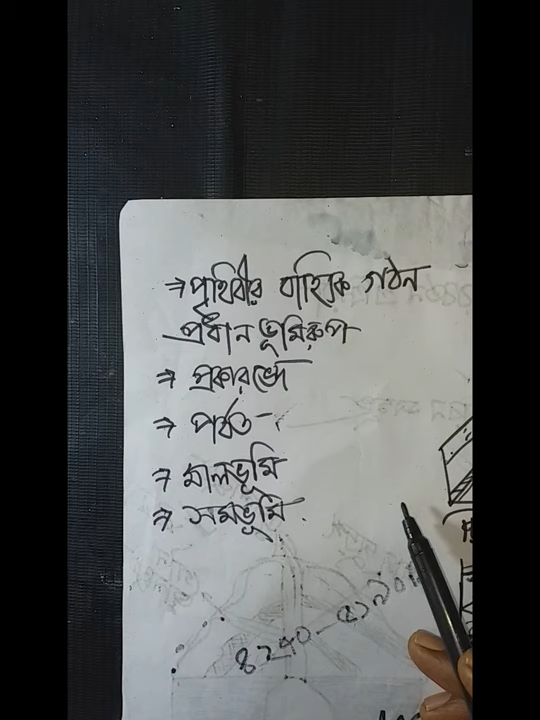 ⇒ পৃথিবীর বাহ্যিক গঠন
প্রধান ভূমিরুপ
⇒ প্রকারভেদ
⇒ পর্বত
⇒ মালভূমি
⇒ সমভূমি